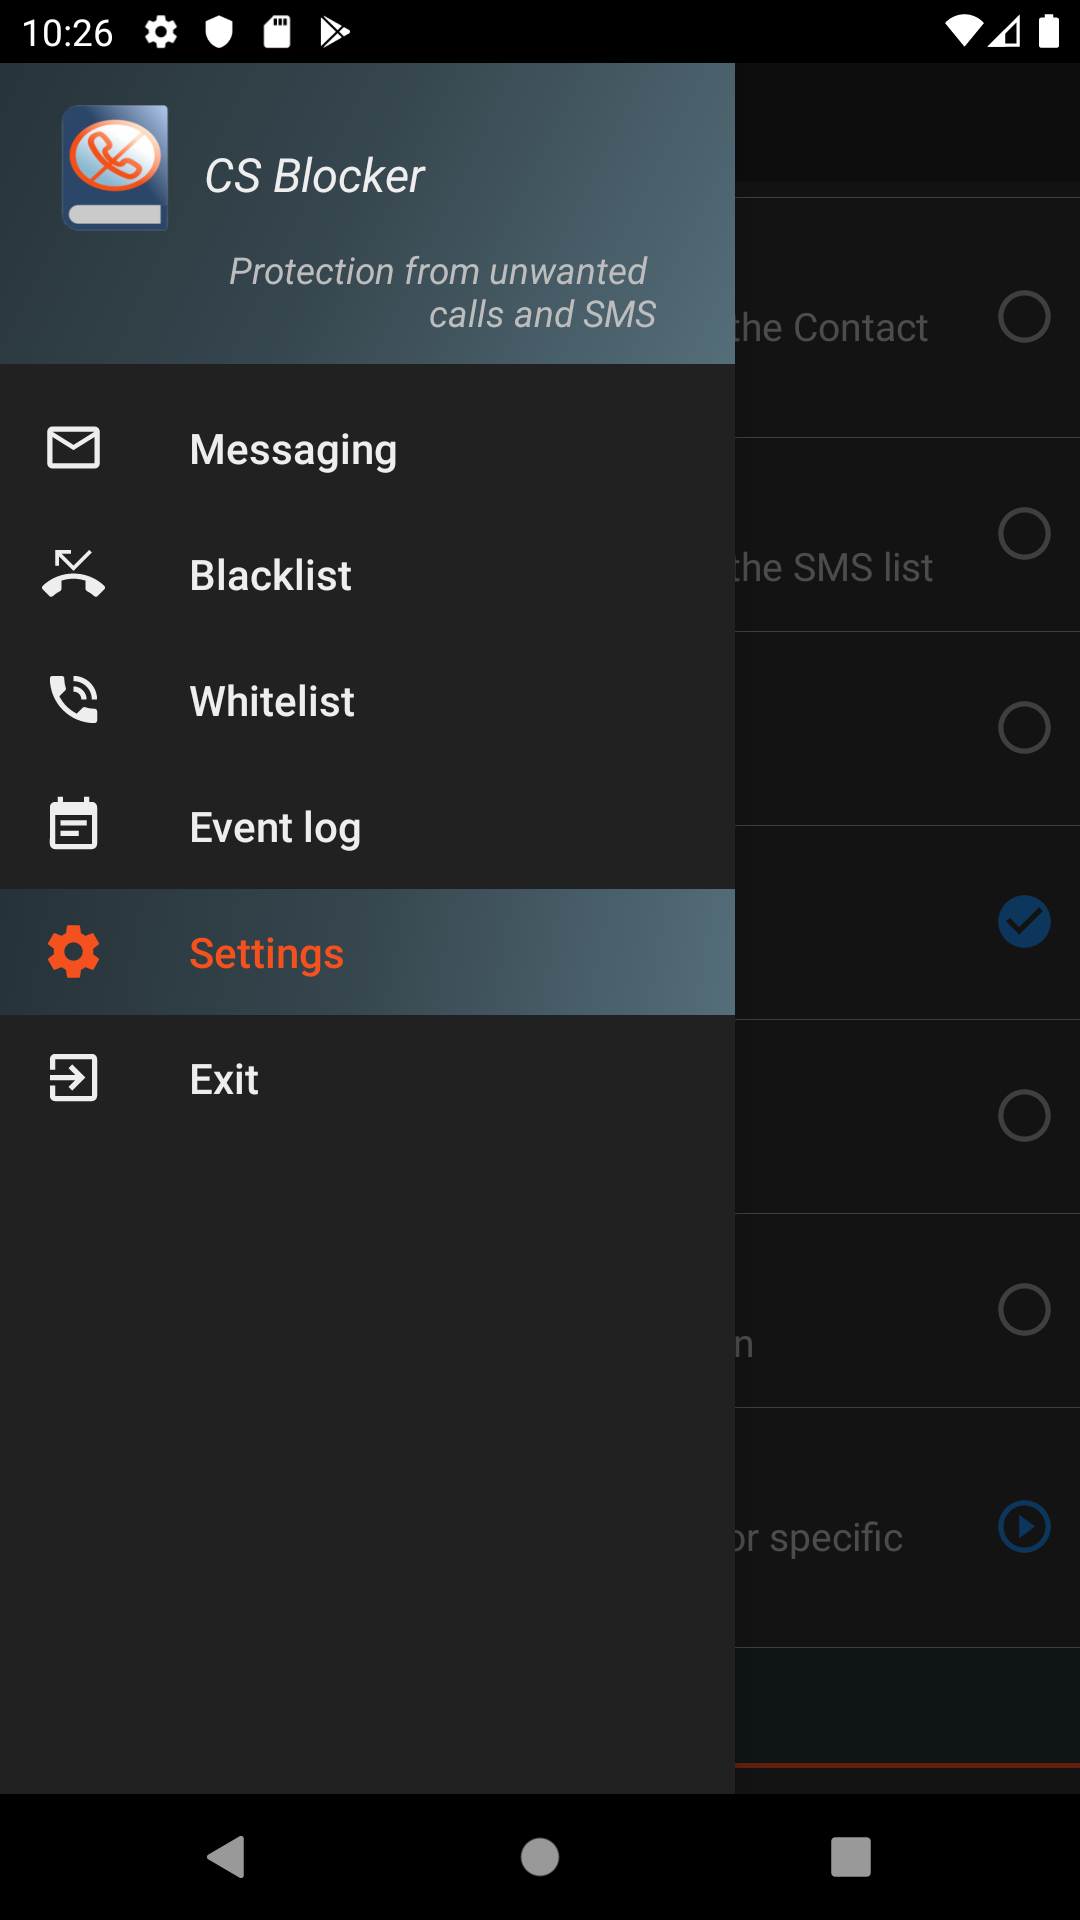 10:26
CS Blocker
Protection from unwanted
calls and SMS
Messaging
Blacklist
Whitelist
Event log
Settings
Exit
the Contact
the SMS list
n
or specific